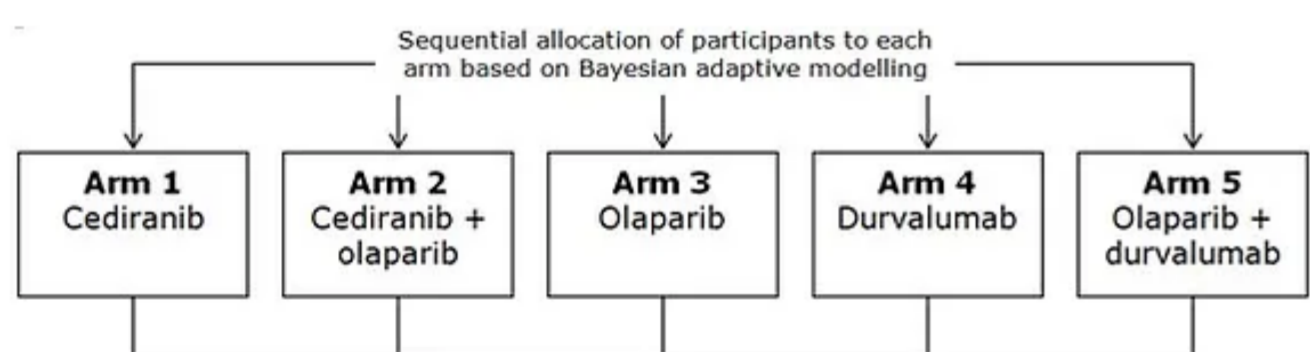 Sequential allocation of participants to each
arm based on Bayesian adaptive modelling
Arm 1
Cediranib
Arm 2
Cediranib +
olaparib
Arm 3
Olaparib
Arm 4
Durvalumab
Arm 5
Olaparib +
durvalumab